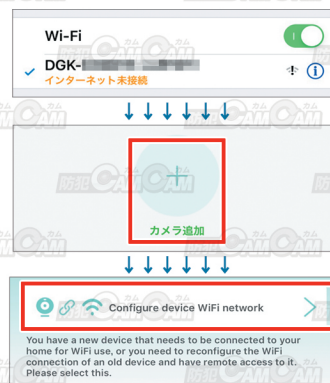 Wi-Fi
DGK-
インターネット未接続
カメラ追加
Configure device WiFi network
You have a new device that needs to be connected to your
home for WiFi use, or you need to reconfigure the WiFi
connection of an old device and have remote access to it.
Please select this.